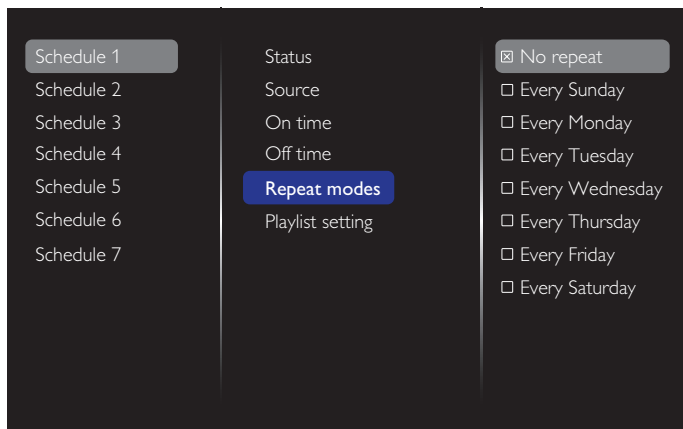 Schedule 1
Schedule 2
Schedule 3
Schedule 4
Schedule 5
Schedule 6
Schedule 7
Status
Source
On time
Off time
Repeat modes
Playlist setting
☒ No repeat
☐ Every Sunday
☐ Every Monday
☐ Every Tuesday
☐ Every Wednesday
☐ Every Thursday
☐ Every Friday
☐ Every Saturday